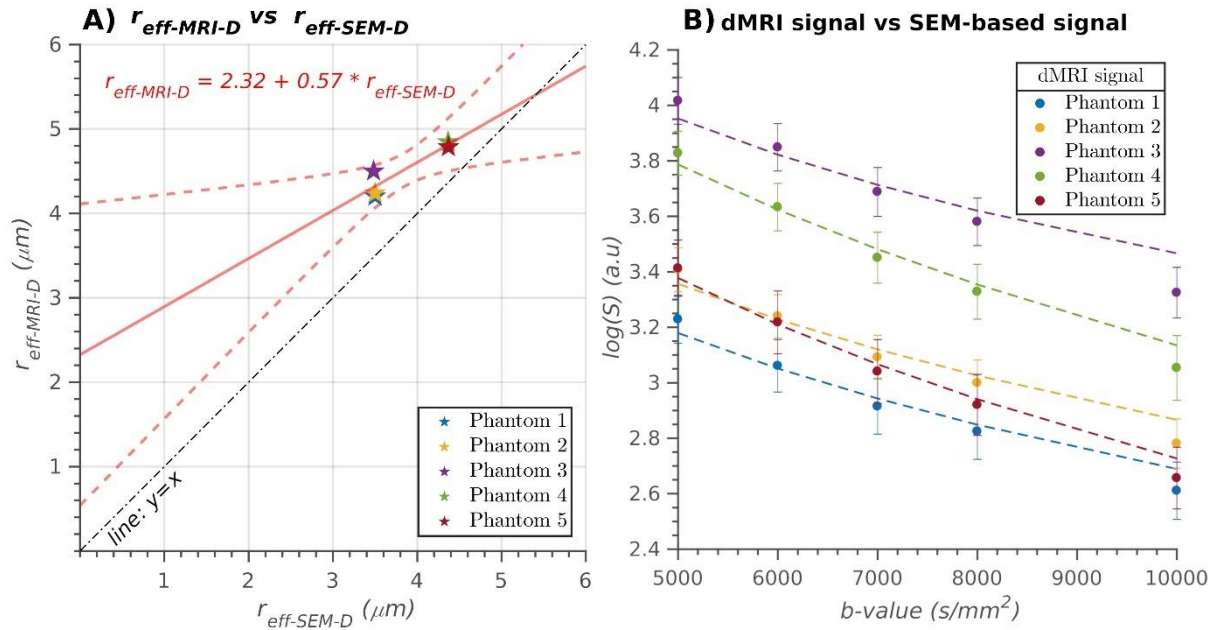 A) r_eff-MRI-D vs r_eff-SEM-D
r_eff-MRI-D = 2.32 + 0.57 * r_eff-SEM-D
r_eff-MRI-D (μm)
6
5
4
3
2
1
line: y=x
Phantom 1
Phantom 2
Phantom 3
Phantom 4
Phantom 5
1 2 3 4 5 6
r_eff-SEM-D (μm)
B) dMRI signal vs SEM-based signal
log(S) (a.u)
4.2
4
3.8
3.6
3.4
3.2
3
2.8
2.6
2.4
dMRI signal
Phantom 1
Phantom 2
Phantom 3
Phantom 4
Phantom 5
5000 6000 7000 8000 9000 10000
b-value (s/mm²)